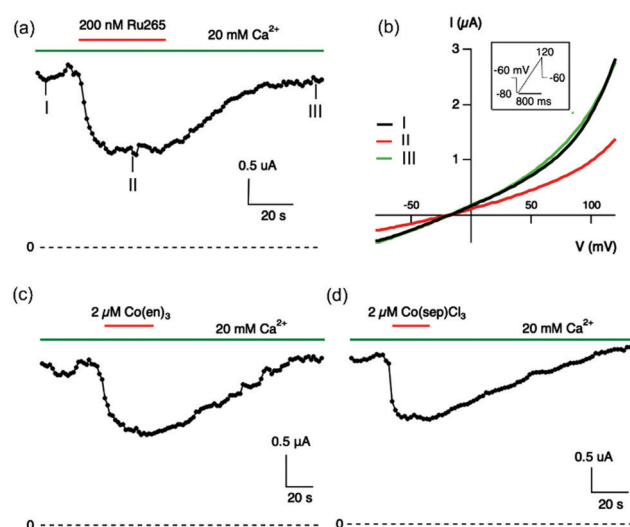 (a)
200 nM Ru265
20 mM Ca²⁺
I
II
III
0.5 uA
20 s
0
(b)
I (µA)
3
2
1
120
-60 mV
-60
-80
800 ms
I
II
III
-50
50
100
V (mV)
(c)
2 µM Co(en)₃
20 mM Ca²⁺
0.5 µA
20 s
0
(d)
2 µM Co(sep)Cl₃
20 mM Ca²⁺
0.5 uA
20 s
0